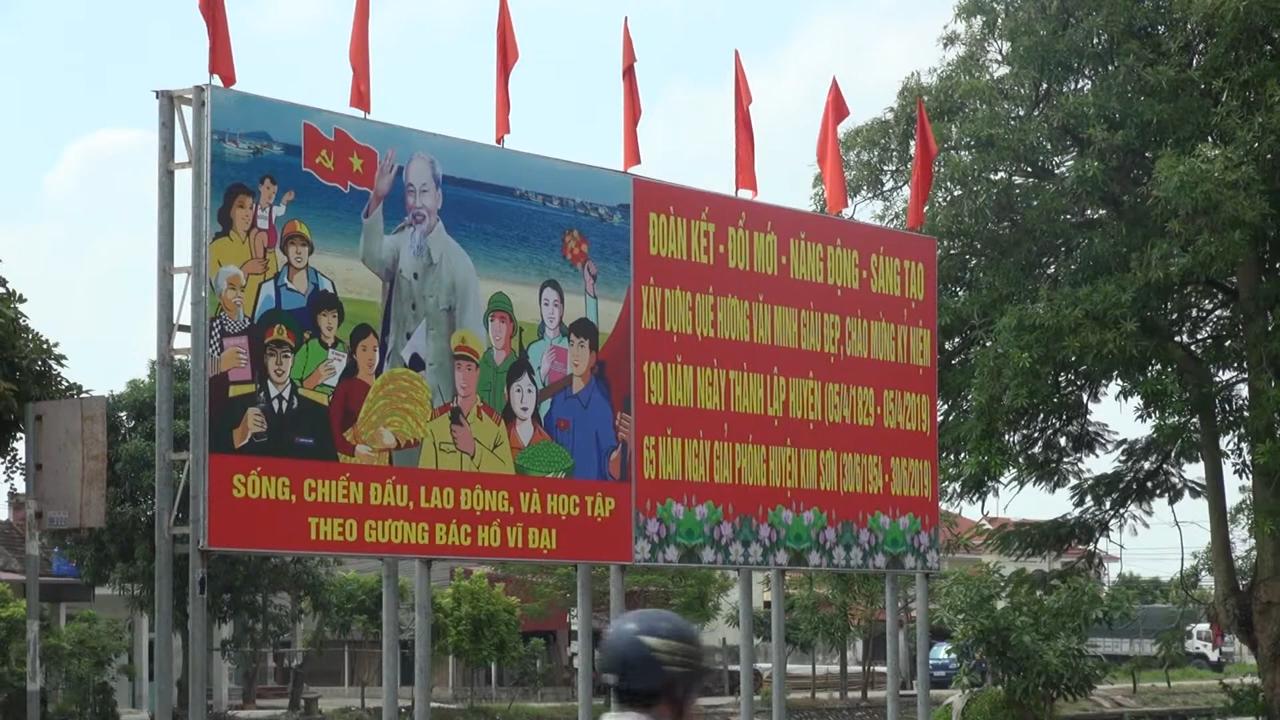 SỐNG, CHIẾN ĐẤU, LAO ĐỘNG, VÀ HỌC TẬP
THEO GƯƠNG BÁC HỒ VĨ ĐẠI
ĐOÀN KẾT - ĐỔI MỚI - NĂNG ĐỘNG - SÁNG TẠO
XÂY DỰNG QUÊ HƯƠNG VĂN MINH GIÀU ĐẸP, CHÀO MỪNG KỶ NIỆM
190 NĂM NGÀY THÀNH LẬP HUYỆN (05/4/1829 - 05/4/2019)
65 NĂM NGÀY GIẢI PHÓNG HUYỆN KIM SƠN (30/6/1954 - 30/6/2019)